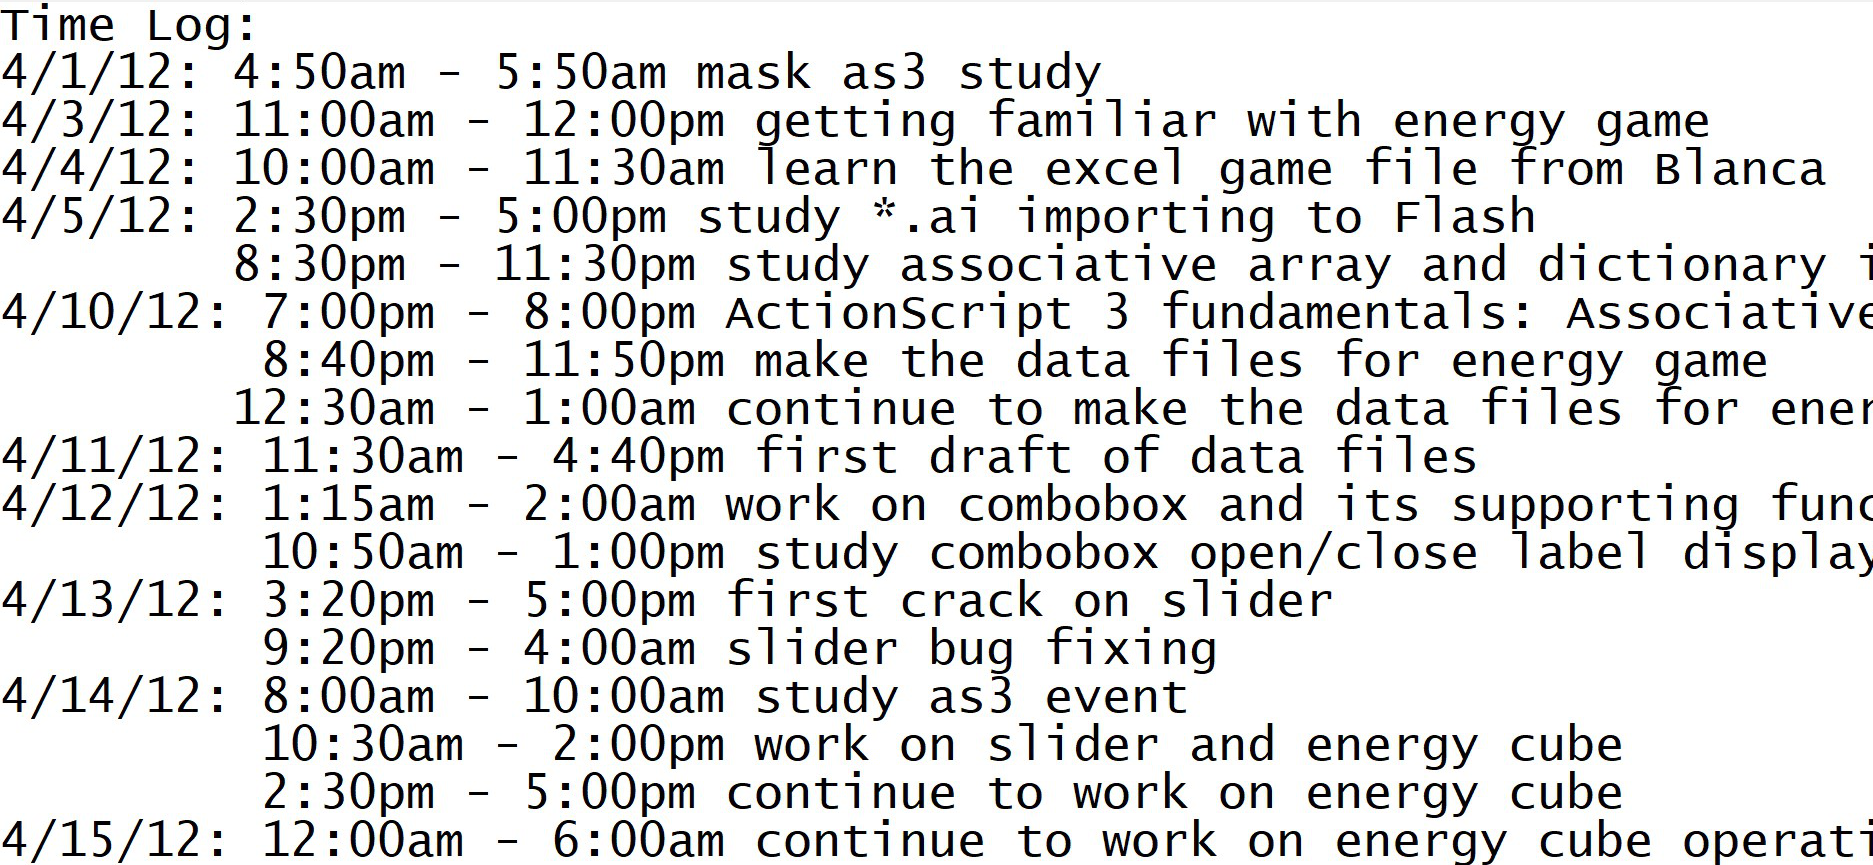 Time Log:
4/1/12: 4:50am - 5:50am mask as3 study
4/3/12: 11:00am - 12:00pm getting familiar with energy game
4/4/12: 10:00am - 11:30am learn the excel game file from Blanca
4/5/12: 2:30pm - 5:00pm study *.ai importing to Flash
8:30pm - 11:30pm study associative array and dictionary
4/10/12: 7:00pm - 8:00pm ActionScript 3 fundamentals: Associative
8:40pm - 11:50pm make the data files for energy game
12:30am - 1:00am continue to make the data files for
4/11/12: 11:30am - 4:40pm first draft of data files
4/12/12: 1:15am - 2:00am work on combobox and its supporting
10:50am - 1:00pm study combobox open/close label display
4/13/12: 3:20pm - 5:00pm first crack on slider
9:20pm - 4:00am slider bug fixing
4/14/12: 8:00am - 10:00am study as3 event
10:30am - 2:00pm work on slider and energy cube
2:30pm - 5:00pm continue to work on energy cube
4/15/12: 12:00am - 6:00am continue to work on energy cube